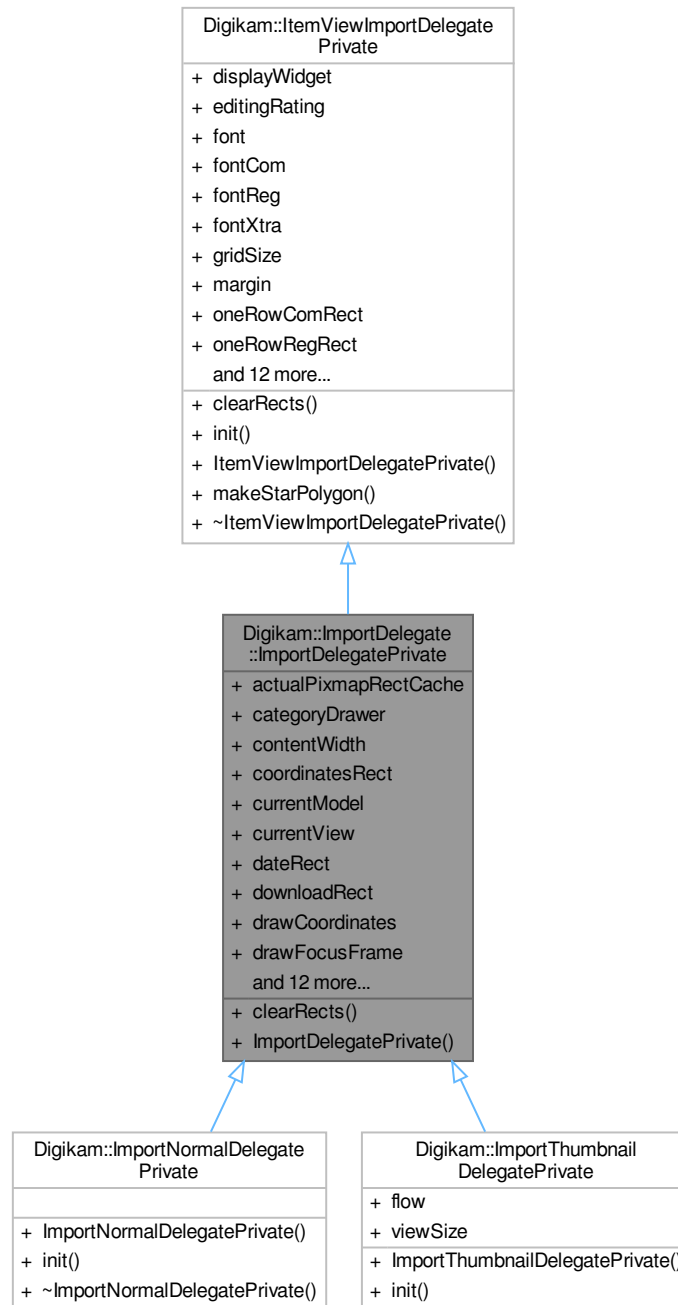 Digikam::ItemViewImportDelegate
Private
+ displayWidget
+ editingRating
+ font
+ fontCom
+ fontReg
+ fontXtra
+ gridSize
+ margin
+ oneRowComRect
+ oneRowRegRect
and 12 more...
+ clearRects()
+ init()
+ ItemViewImportDelegatePrivate()
+ makeStarPolygon()
+ ~ItemViewImportDelegatePrivate()
Digikam::ImportDelegate
::ImportDelegatePrivate
+ actualPixmapRectCache
+ categoryDrawer
+ contentWidth
+ coordinatesRect
+ currentModel
+ currentView
+ dateRect
+ downloadRect
+ drawCoordinates
+ drawFocusFrame
and 12 more...
+ clearRects()
+ ImportDelegatePrivate()
Digikam::ImportNormalDelegate
Private
+ ImportNormalDelegatePrivate()
+ init()
+ ~ImportNormalDelegatePrivate()
Digikam::ImportThumbnail
DelegatePrivate
+ flow
+ viewSize
+ ImportThumbnailDelegatePrivate()
+ init()